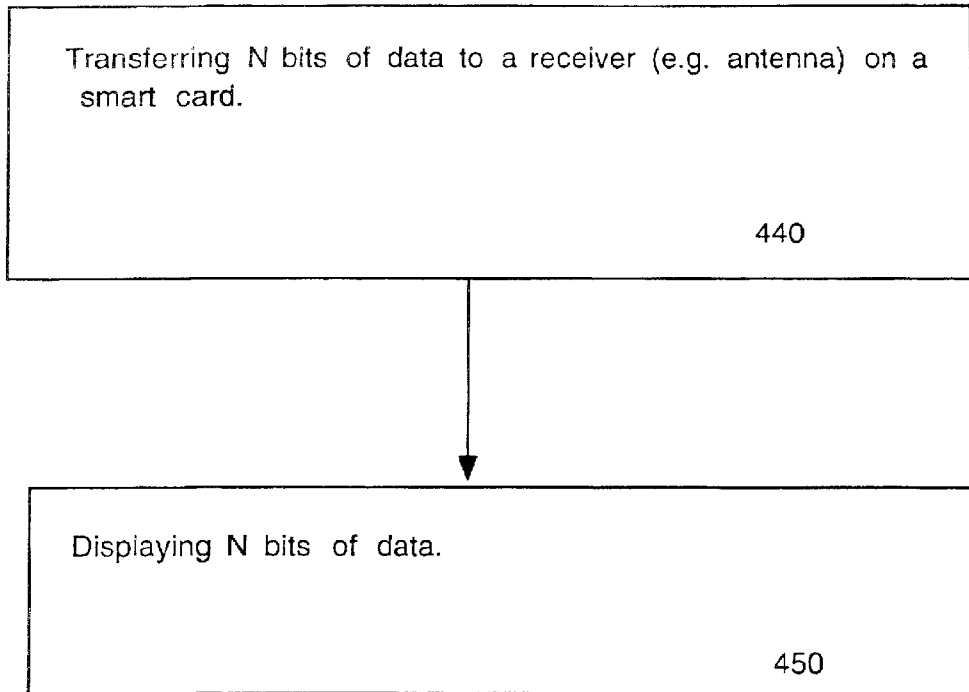 Transferring N bits of data to a receiver (e.g. antenna) on a
smart card.
440
Displaying N bits of data.
450